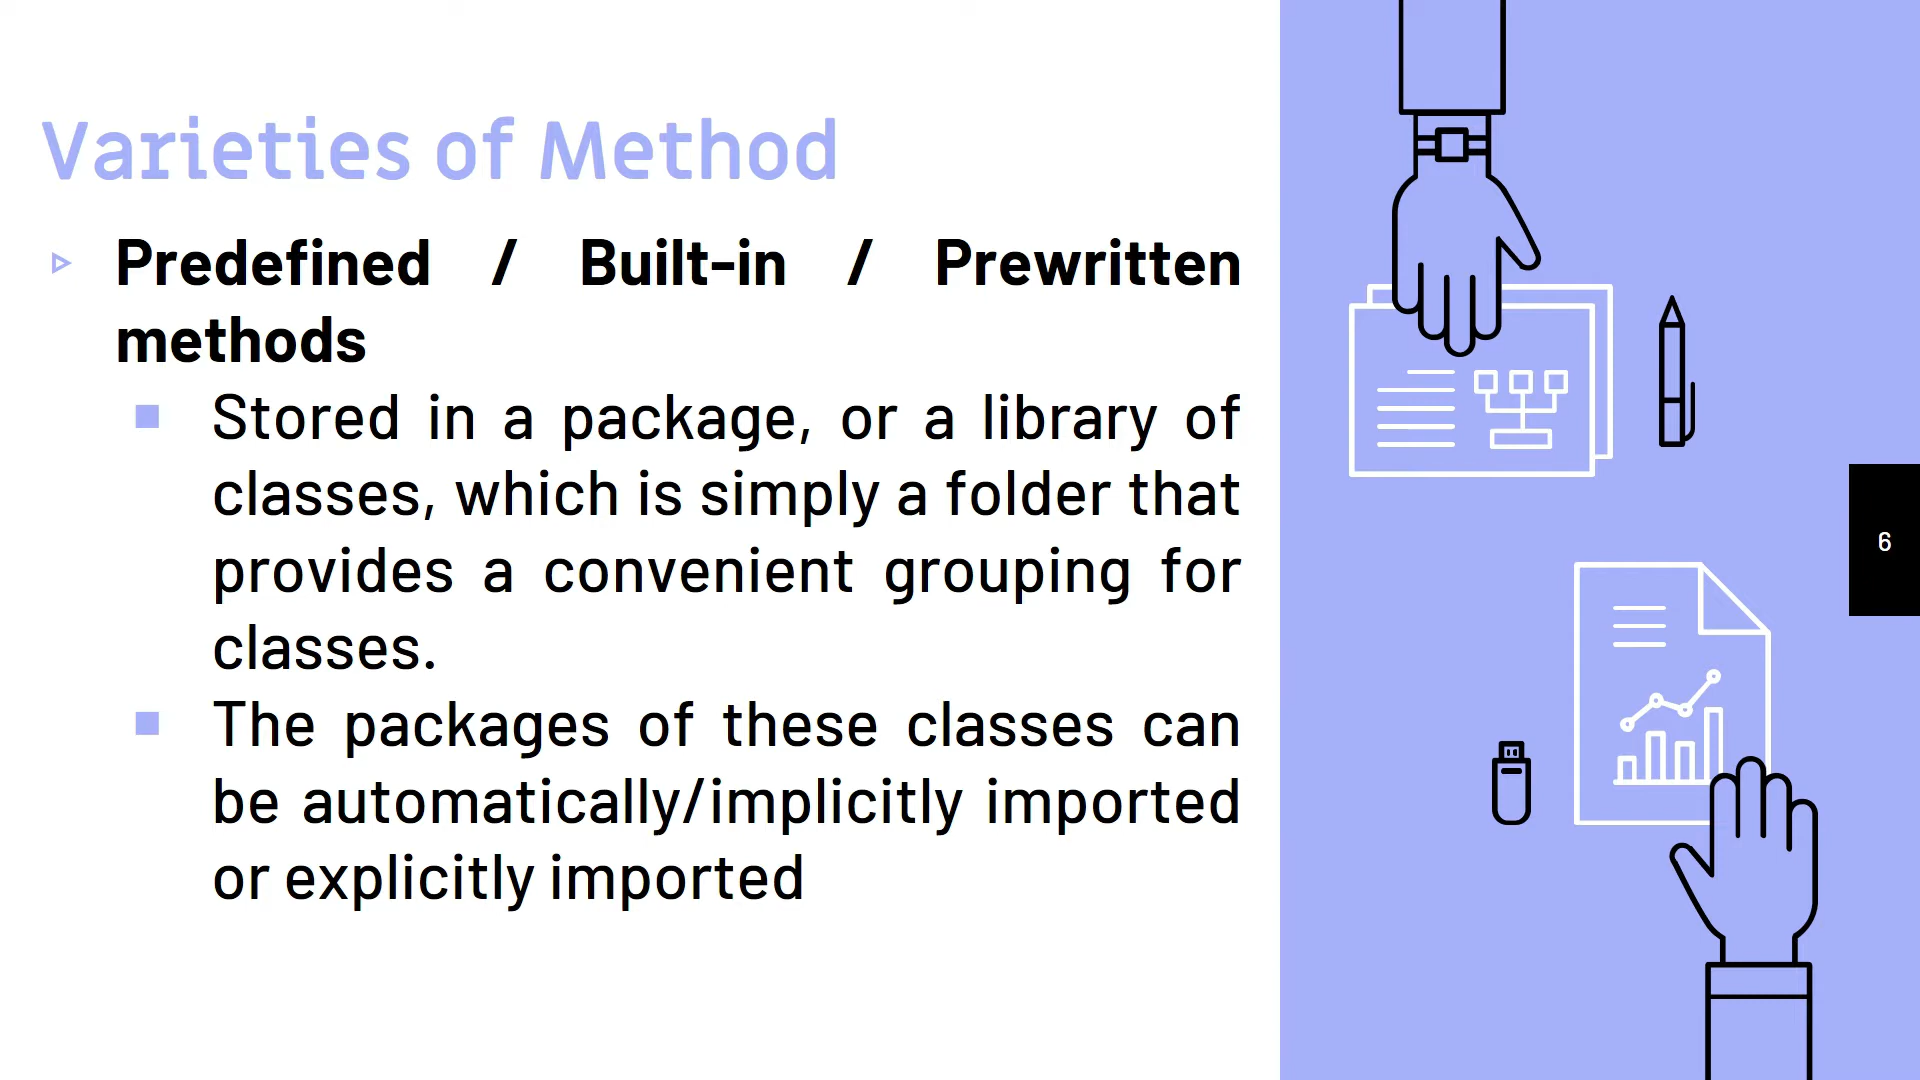 Varieties of Method
Predefined / Built-in / Prewritten
methods
Stored in a package, or a library of
classes, which is simply a folder that
provides a convenient grouping for
classes.
The packages of these classes can
be automatically/implicitly imported
or explicitly imported
6